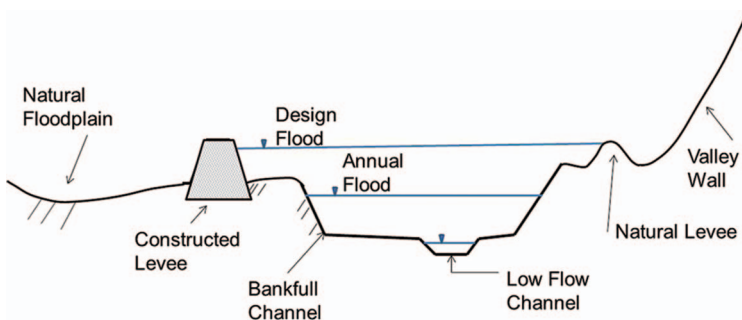 Natural
Floodplain
Design
Flood
Annual
Flood
Valley
Wall
Constructed
Levee
Natural Levee
Bankfull
Channel
Low Flow
Channel